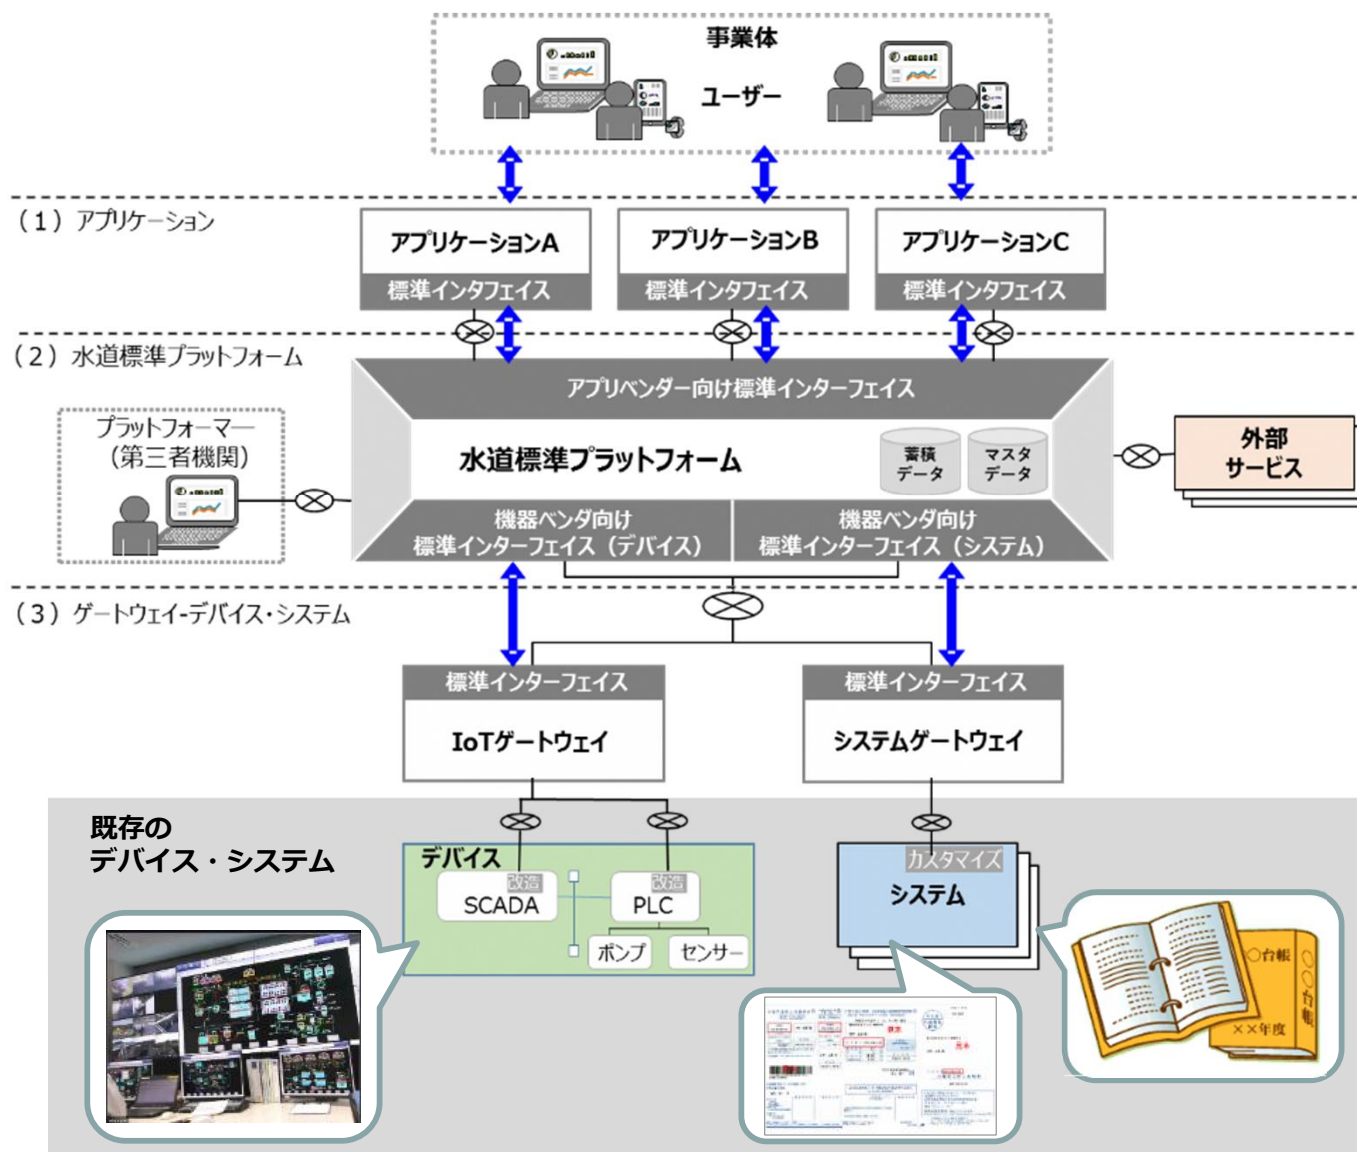 事業体
ユーザー
（１）アプリケーション
アプリケーションA
標準インタフェイス
アプリケーションB
標準インタフェイス
アプリケーションC
標準インタフェイス
（２）水道標準プラットフォーム
アプリベンダー向け標準インターフェイス
プラットフォーマー
（第三者機関）
水道標準プラットフォーム
蓄積
データ
マスタ
データ
外部
サービス
機器ベンダ向け
標準インターフェイス（デバイス）
機器ベンダ向け
標準インターフェイス（システム）
（３）ゲートウェイ-デバイス・システム
標準インターフェイス
IoTゲートウェイ
標準インターフェイス
システムゲートウェイ
既存の
デバイス・システム
デバイス
改造
SCADA
改造
PLC
ポンプ
センサー
カスタマイズ
システム
〇台帳
××年度
〇〇台帳